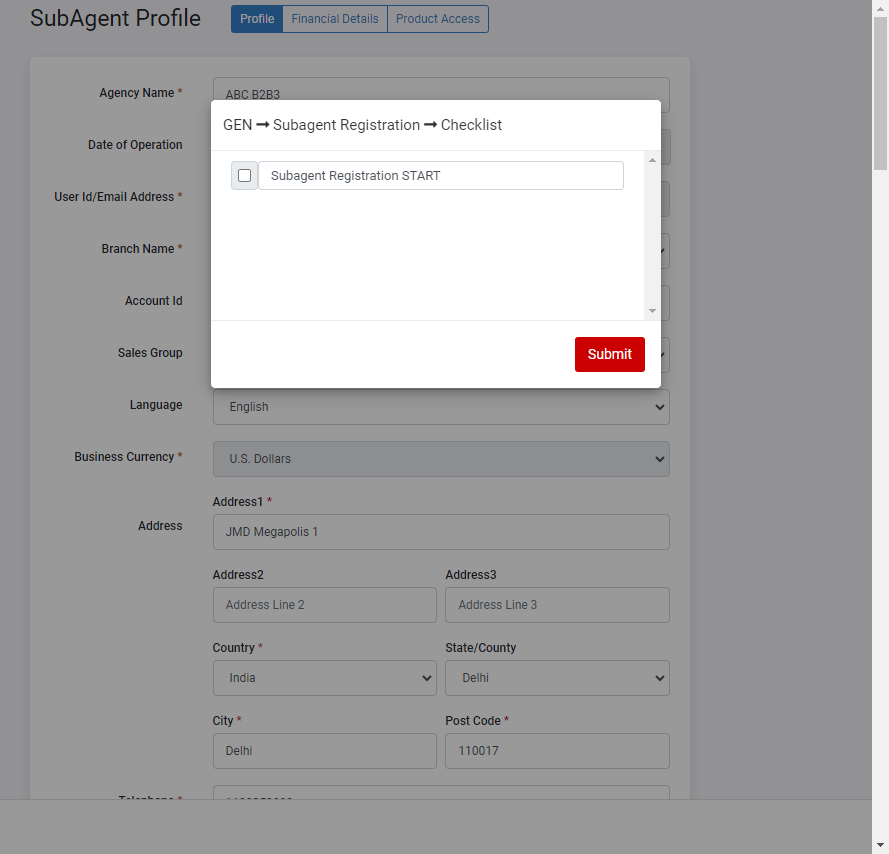 SubAgent Profile
Profile
Financial Details
Product Access
Agency Name *
ABC B2B3
GEN ➞ Subagent Registration ➞ Checklist
Date of Operation
Subagent Registration START
User Id/Email Address *
Branch Name *
Account Id
Sales Group
Submit
Language
English
Business Currency *
U.S. Dollars
Address
Address1 *
JMD Megapolis 1
Address2
Address3
Address Line 2
Address Line 3
Country *
State/County
India
Delhi
City *
Post Code *
Delhi
110017
Telephone *